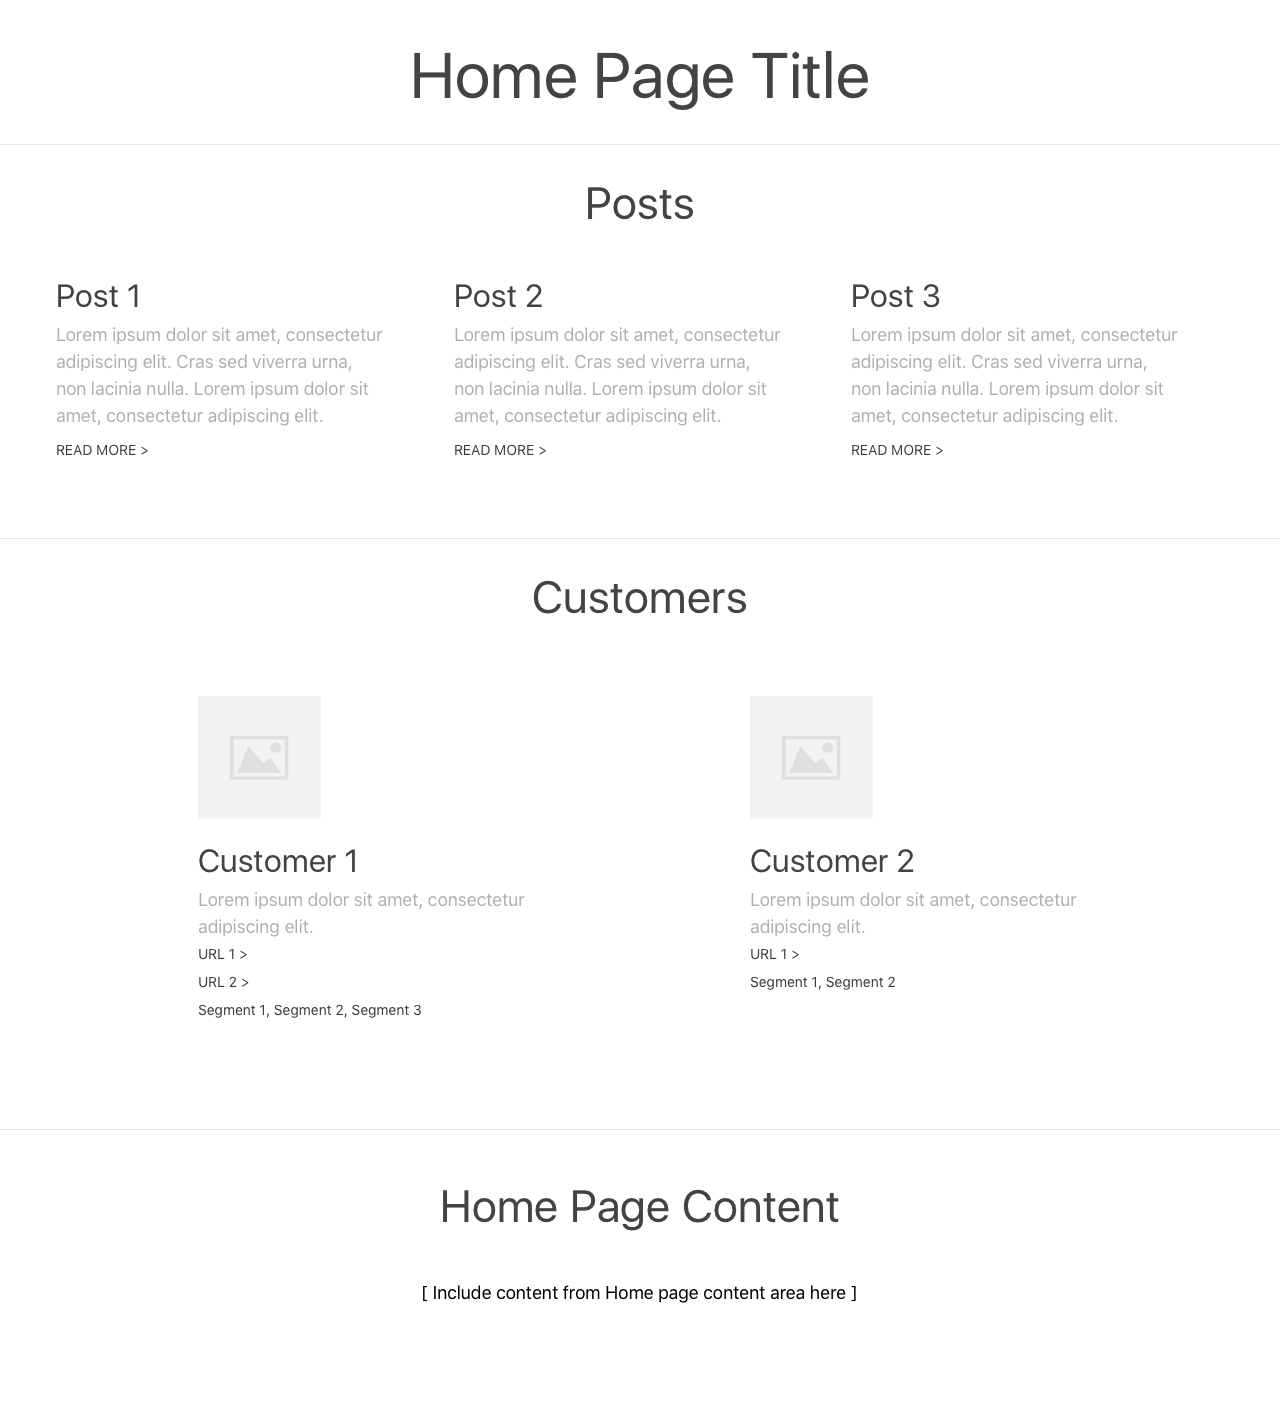 Home Page Title
Posts
Post 1
Lorem ipsum dolor sit amet, consectetur
adipiscing elit. Cras sed viverra urna,
non lacinia nulla. Lorem ipsum dolor sit
amet, consectetur adipiscing elit.
READ MORE >
Post 2
Lorem ipsum dolor sit amet, consectetur
adipiscing elit. Cras sed viverra urna,
non lacinia nulla. Lorem ipsum dolor sit
amet, consectetur adipiscing elit.
READ MORE >
Post 3
Lorem ipsum dolor sit amet, consectetur
adipiscing elit. Cras sed viverra urna,
non lacinia nulla. Lorem ipsum dolor sit
amet, consectetur adipiscing elit.
READ MORE >
Customers
Customer 1
Lorem ipsum dolor sit amet, consectetur
adipiscing elit.
URL 1 >
URL 2 >
Segment 1, Segment 2, Segment 3
Customer 2
Lorem ipsum dolor sit amet, consectetur
adipiscing elit.
URL 1 >
Segment 1, Segment 2
Home Page Content
[ Include content from Home page content area here ]